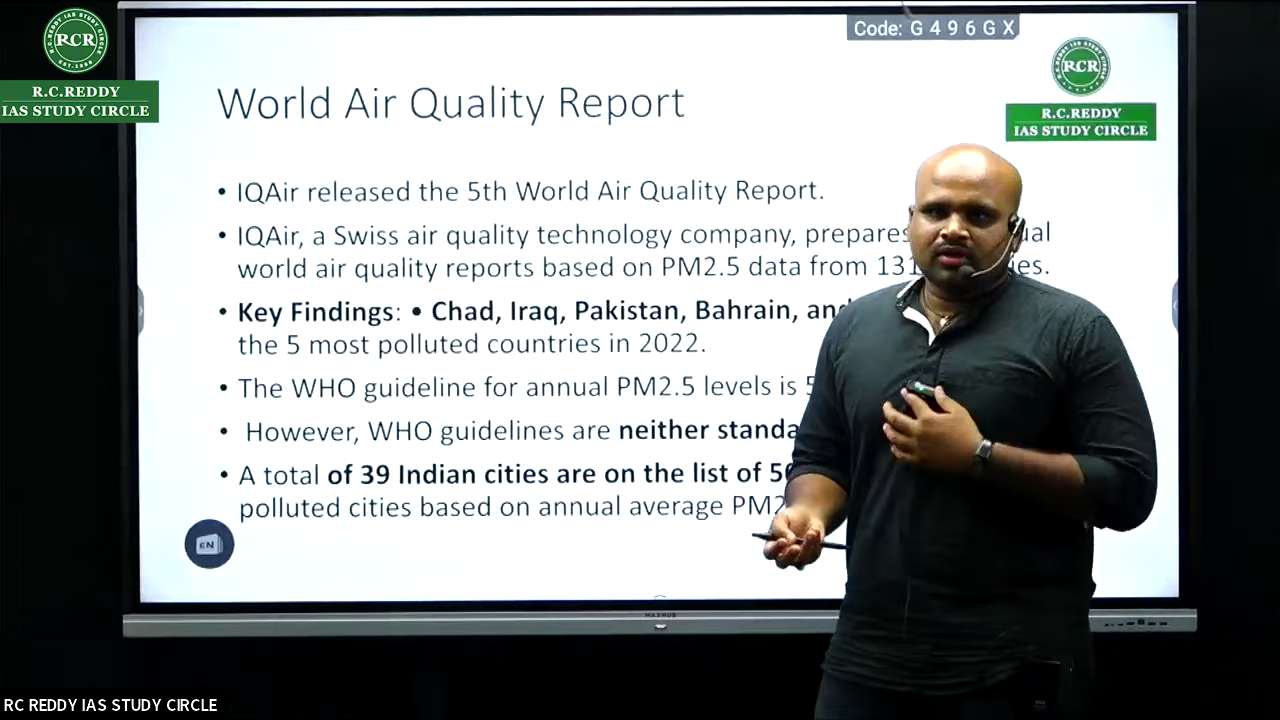 RCR
R.C.REDDY
IAS STUDY CIRCLE
Code: G 4 9 6 G X
RCR
R.C.REDDY
IAS STUDY CIRCLE
World Air Quality Report
• IQAir released the 5th World Air Quality Report.
• IQAir, a Swiss air quality technology company, prepares
world air quality reports based on PM2.5 data from
• Key Findings: • Chad, Iraq, Pakistan, Bahrain,
the 5 most polluted countries in 2022.
• The WHO guideline for annual PM2.5 levels is
• However, WHO guidelines are neither
• A total of 39 Indian cities are on the list of
polluted cities based on annual average
EN
RC REDDY IAS STUDY CIRCLE